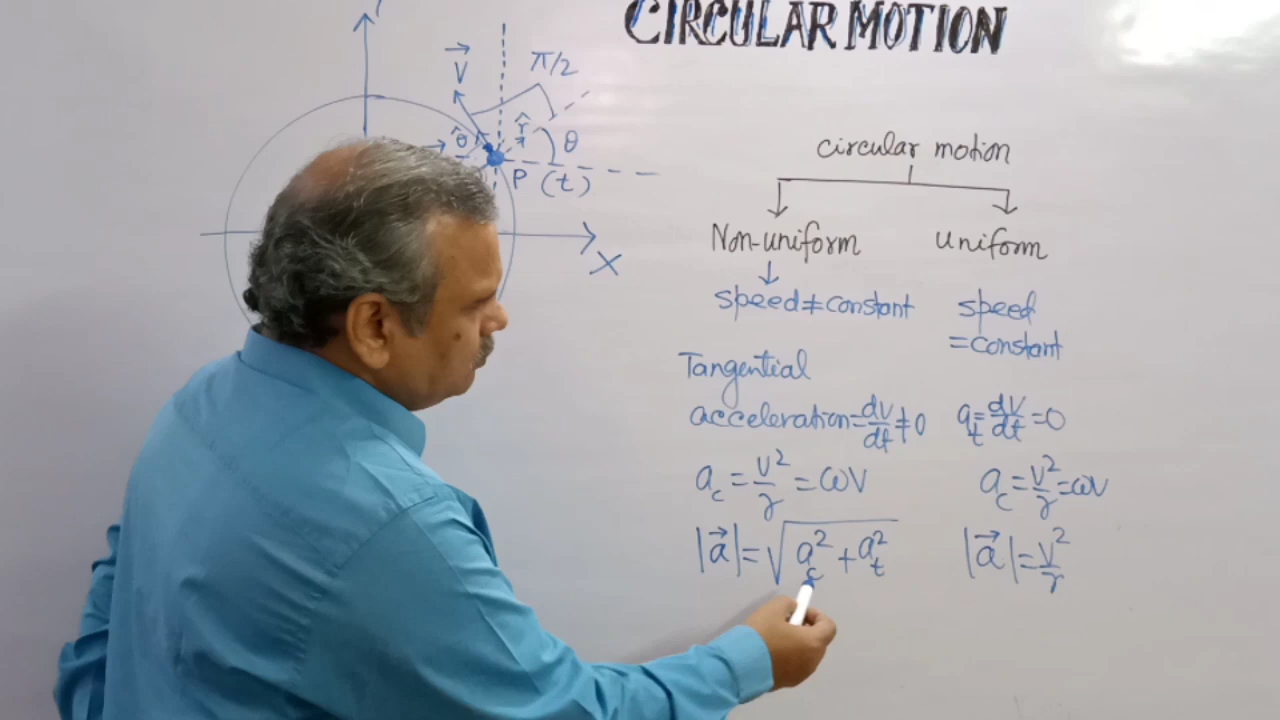 CIRCULAR MOTION
V⃗
π/2
θ̂
r̂
θ
P (t)
X
circular motion
Non-uniform
Uniform
speed ≠ constant
speed
= constant
Tangential
acceleration = dv/dt ≠ 0
a_t = dv/dt = 0
a_c = v²/r = ωv
a_c = v²/r = ωv
|a⃗| = √(a_c² + a_t²)
|a⃗| = v²/r